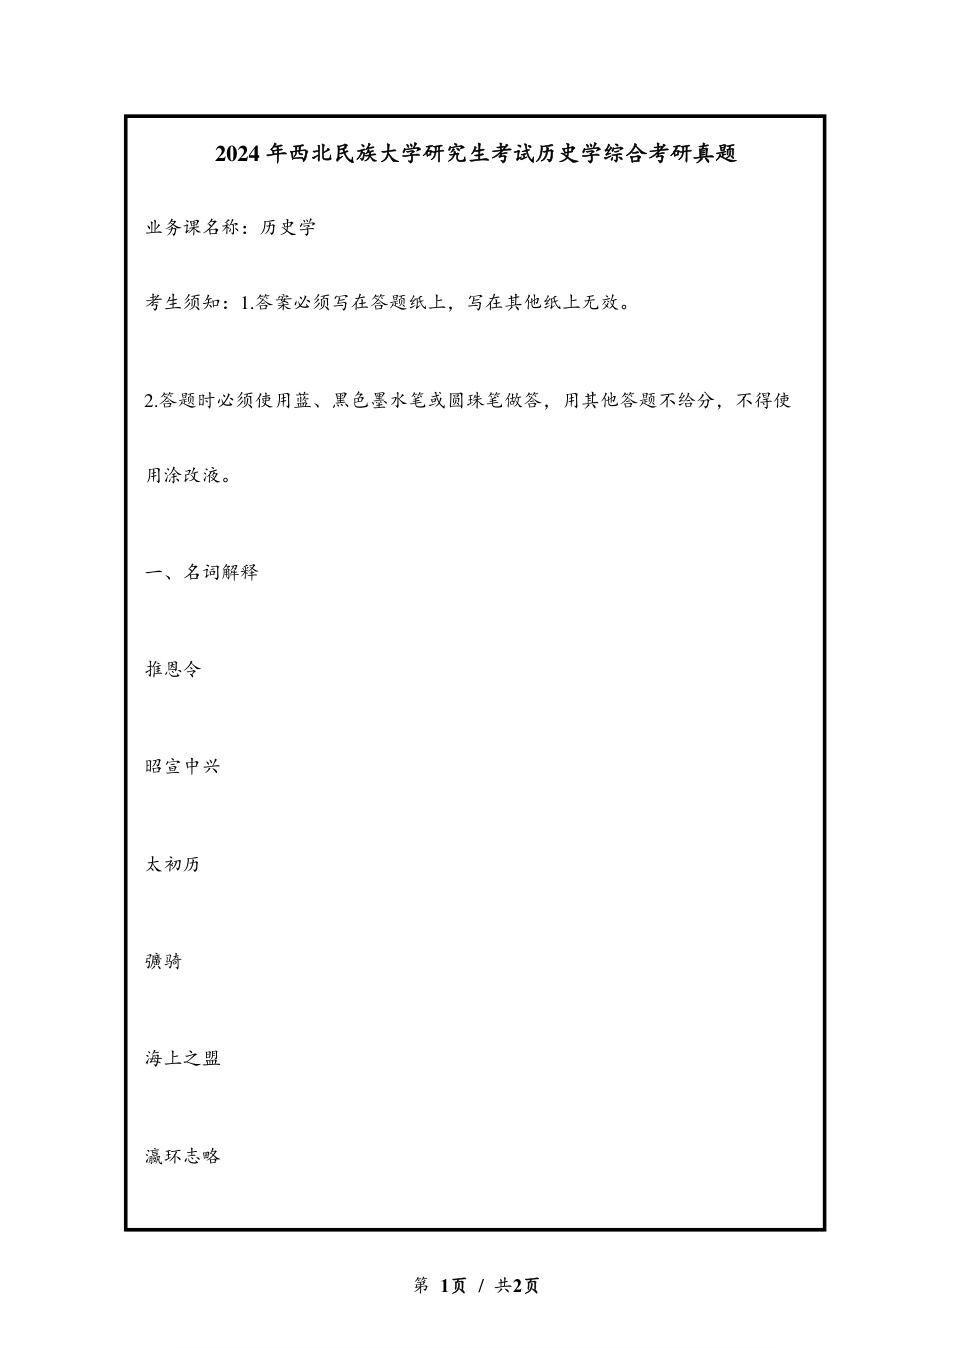 2024 年西北民族大学研究生考试历史学综合考研真题
业务课名称：历史学
考生须知：1.答案必须写在答题纸上，写在其他纸上无效。
2.答题时必须使用蓝、黑色墨水笔或圆珠笔做答，用其他答题不给分，不得使
用涂改液。
一、名词解释
推恩令
昭宣中兴
太初历
彍骑
海上之盟
瀛环志略
第 1页 / 共2页